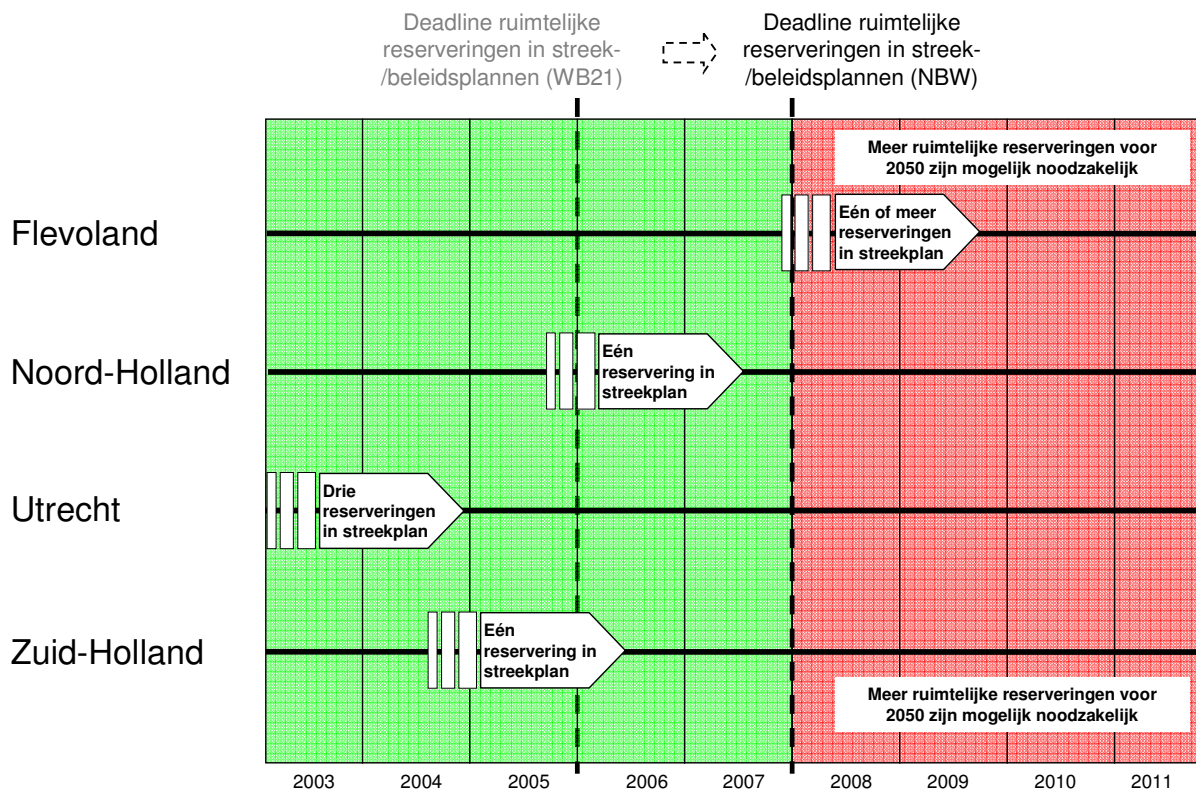 Deadline ruimtelijke
reserveringen in streek-
/beleidsplannen (WB21)
Deadline ruimtelijke
reserveringen in streek-
/beleidsplannen (NBW)
Meer ruimtelijke reserveringen voor
2050 zijn mogelijk noodzakelijk
Flevoland
Eén of meer
reserveringen
in streekplan
Noord-Holland
Eén
reservering in
streekplan
Utrecht
Drie
reserveringen
in streekplan
Zuid-Holland
Eén
reservering in
streekplan
Meer ruimtelijke reserveringen voor
2050 zijn mogelijk noodzakelijk
2003 2004 2005 2006 2007 2008 2009 2010 2011